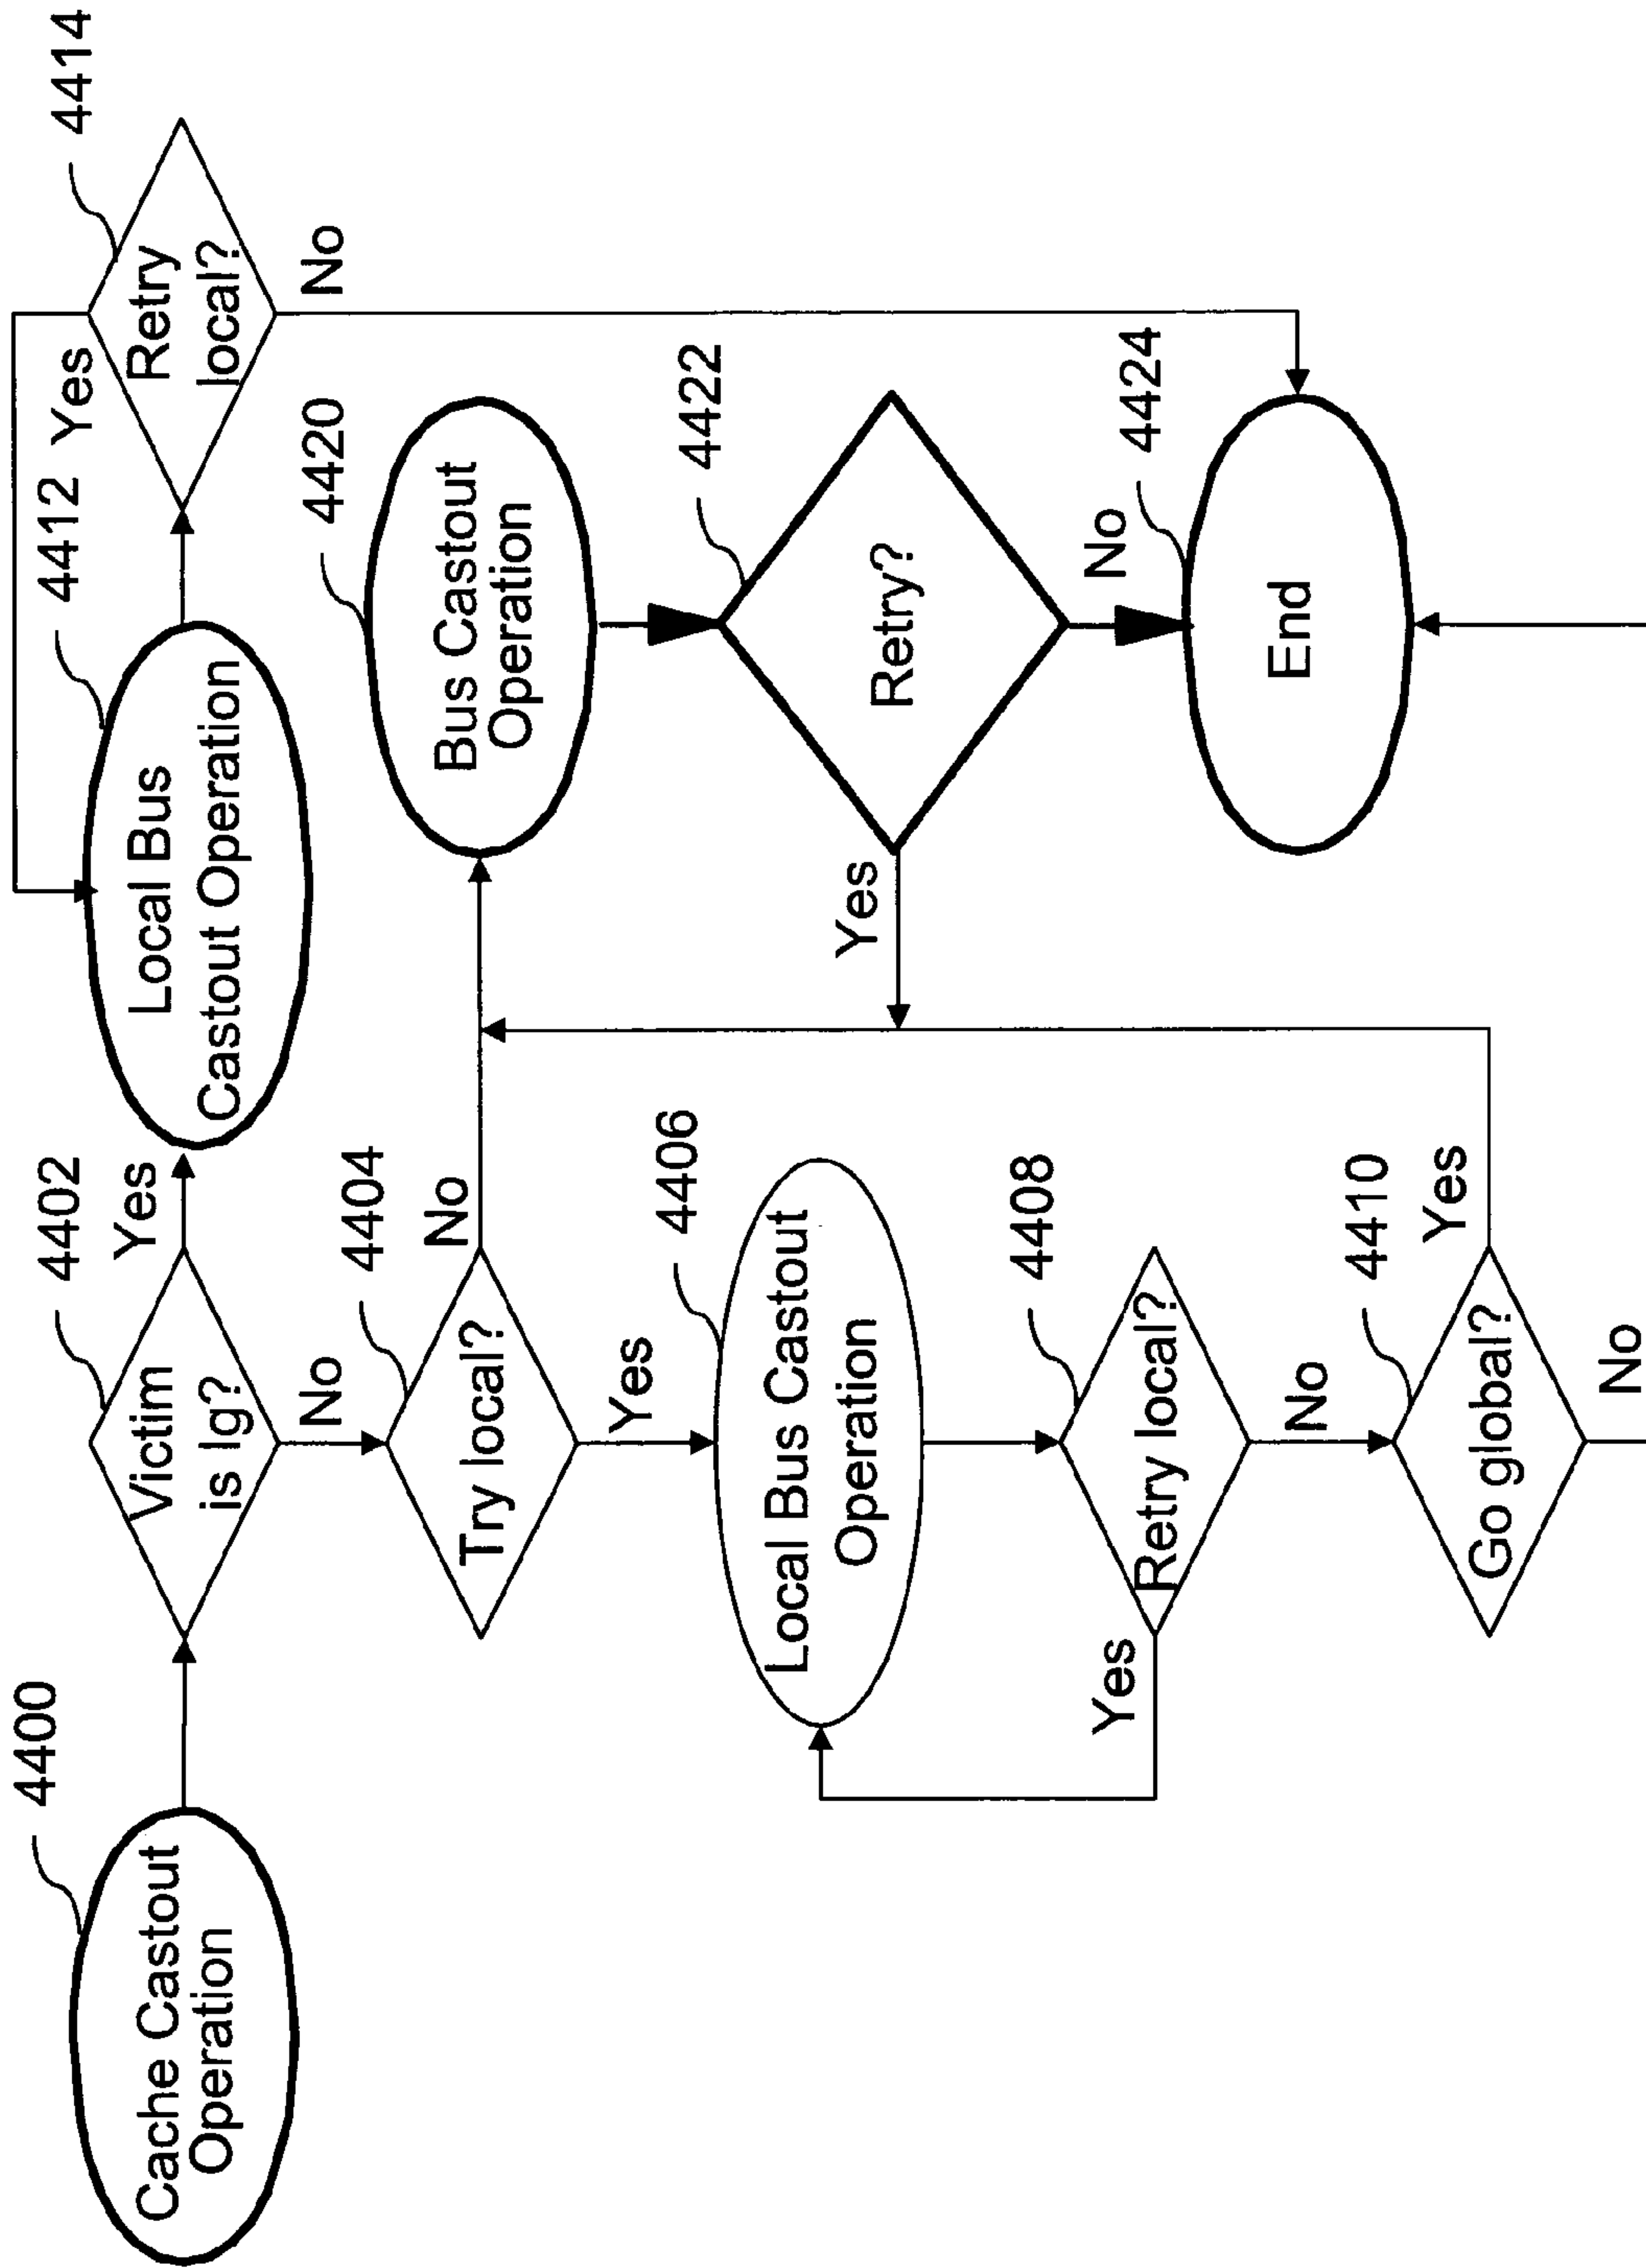 4400
Cache Castout
Operation
4402
Victim
is Ig?
Yes
No
4412
Local Bus
Castout Operation
4414
Retry
local?
Yes
No
4404
Try local?
No
Yes
4420
Bus Castout
Operation
4406
Local Bus Castout
Operation
4422
Retry?
Yes
No
4408
Retry local?
Yes
No
4410
Go global?
Yes
No
4424
End